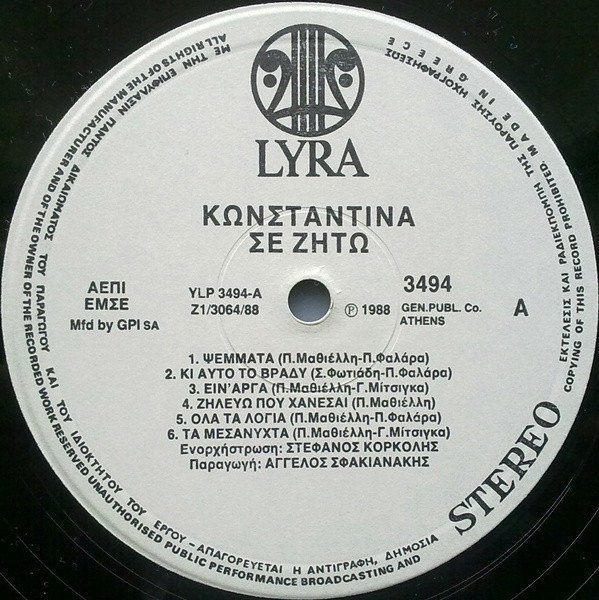 LYRA
ΚΩΝΣΤΑΝΤΙΝΑ
ΣΕ ΖΗΤΩ
ΑΕΠΙ
ΕΜΣΕ
Mfd by GPI SA
YLP 3494-A
Z1/3064/88
℗ 1988
3494
GEN.PUBL. Co.
ATHENS
A
1. ΨΕΜΜΑΤΑ (Π.Μαθιέλλη-Π.Φαλάρα)
2. ΚΙ ΑΥΤΟ ΤΟ ΒΡΑΔΥ (Σ.Φωτιάδη-Π.Φαλάρα)
3. ΕΙΝ'ΑΡΓΑ (Π.Μαθιέλλη-Γ.Μίτσιγκα)
4. ΖΗΛΕΥΩ ΠΟΥ ΧΑΝΕΣΑΙ (Π.Μαθιέλλη)
5. ΟΛΑ ΤΑ ΛΟΓΙΑ (Π.Μαθιέλλη-Π.Φαλάρα)
6. ΤΑ ΜΕΣΑΝΥΧΤΑ (Π.Μαθιέλλη-Γ.Μίτσιγκα)
Ενορχήστρωση: ΣΤΕΦΑΝΟΣ ΚΟΡΚΟΛΗΣ
Παραγωγή: ΑΓΓΕΛΟΣ ΣΦΑΚΙΑΝΑΚΗΣ
STEREO
ΜΕ ΤΗΝ ΕΠΙΦΥΛΑΞΙΝ ΠΑΝΤΟΣ ΔΙΚΑΙΩΜΑΤΟΣ ΤΟΥ ΠΑΡΑΓΩΓΟΥ ΚΑΙ ΤΟΥ ΙΔΙΟΚΤΗΤΟΥ ΤΟΥ ΕΡΓΟΥ – ΑΠΑΓΟΡΕΥΕΤΑΙ Η ΑΝΤΙΓΡΑΦΗ, ΔΗΜΟΣΙΑ ΕΚΤΕΛΕΣΙΣ ΚΑΙ ΡΑΔΙΕΚΠΟΜΠΗ ΤΗΣ ΠΑΡΟΥΣΗΣ ΗΧΟΓΡΑΦΗΣΕΩΣ
ALL RIGHTS OF THE MANUFACTURER AND OF THE OWNER OF THE RECORDED WORK RESERVED UNAUTHORISED PUBLIC PERFORMANCE BROADCASTING AND COPYING OF THIS RECORD PROHIBITED. MADE IN GREECE